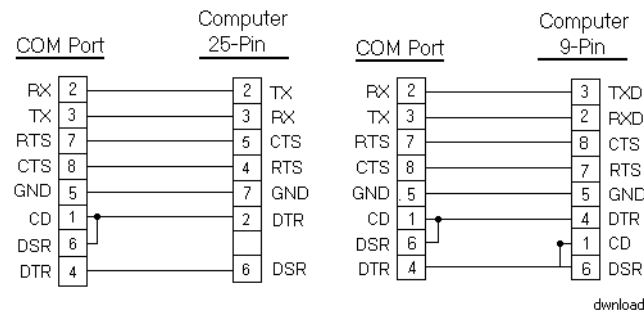 Computer
25-Pin
COM Port
RX 2 2 TX
TX 3 3 RX
RTS 7 5 CTS
CTS 8 4 RTS
GND 5 7 GND
CD 1 2 DTR
DSR 6
DTR 4 6 DSR
Computer
9-Pin
COM Port
RX 2 3 TXD
TX 3 2 RXD
RTS 7 8 CTS
CTS 8 7 RTS
GND 5 5 GND
CD 1 4 DTR
DSR 6 1 CD
DTR 4 6 DSR
dwnload